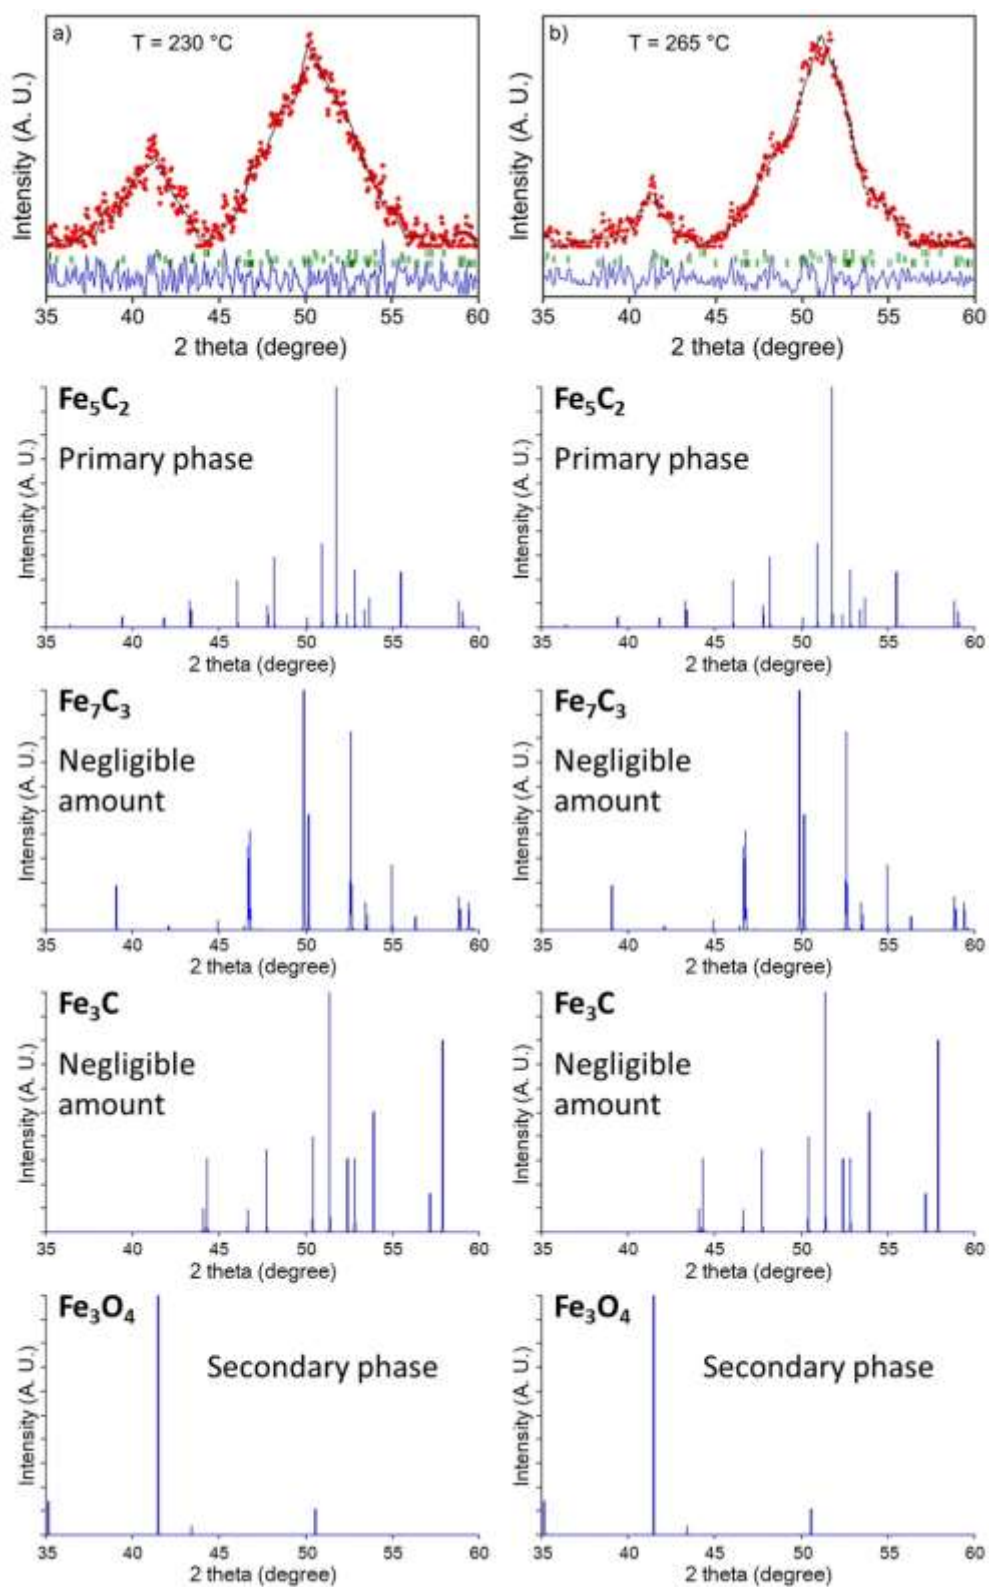 a)
T = 230 °C
Intensity (A. U.)
35 40 45 50 55 60
2 theta (degree)
b)
T = 265 °C
Intensity (A. U.)
35 40 45 50 55 60
2 theta (degree)
Fe₅C₂
Primary phase
Intensity (A. U.)
35 40 45 50 55 60
2 theta (degree)
Fe₅C₂
Primary phase
Intensity (A. U.)
35 40 45 50 55 60
2 theta (degree)
Fe₇C₃
Negligible
amount
Intensity (A. U.)
35 40 45 50 55 60
2 theta (degree)
Fe₇C₃
Negligible
amount
Intensity (A. U.)
35 40 45 50 55 60
2 theta (degree)
Fe₃C
Negligible
amount
Intensity (A. U.)
35 40 45 50 55 60
2 theta (degree)
Fe₃C
Negligible
amount
Intensity (A. U.)
35 40 45 50 55 60
2 theta (degree)
Fe₃O₄
Secondary phase
Intensity (A. U.)
35 40 45 50 55 60
2 theta (degree)
Fe₃O₄
Secondary phase
Intensity (A. U.)
35 40 45 50 55 60
2 theta (degree)